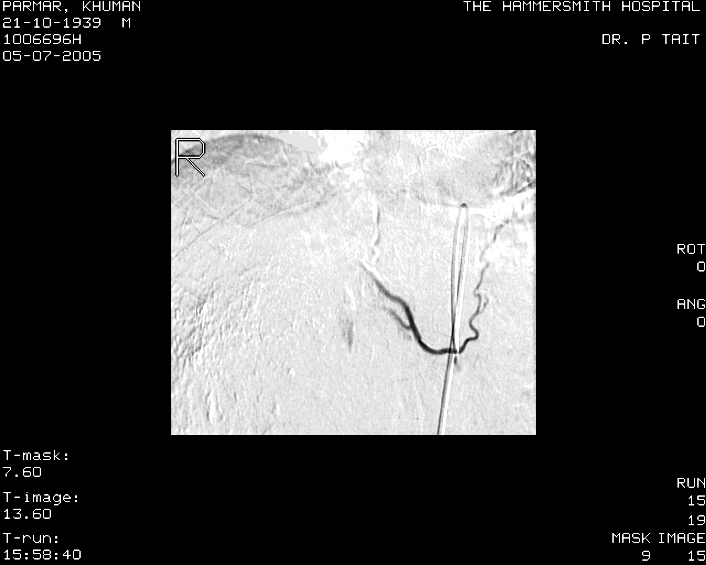 PARMAR, KHUMAN
21-10-1939 M
1006696H
05-07-2005
THE HAMMERSMITH HOSPITAL
DR. P TAIT
R
ROT
0
ANG
0
T-mask:
7.60
T-image:
13.60
T-run:
15:58:40
RUN
15
19
MASK IMAGE
9 15